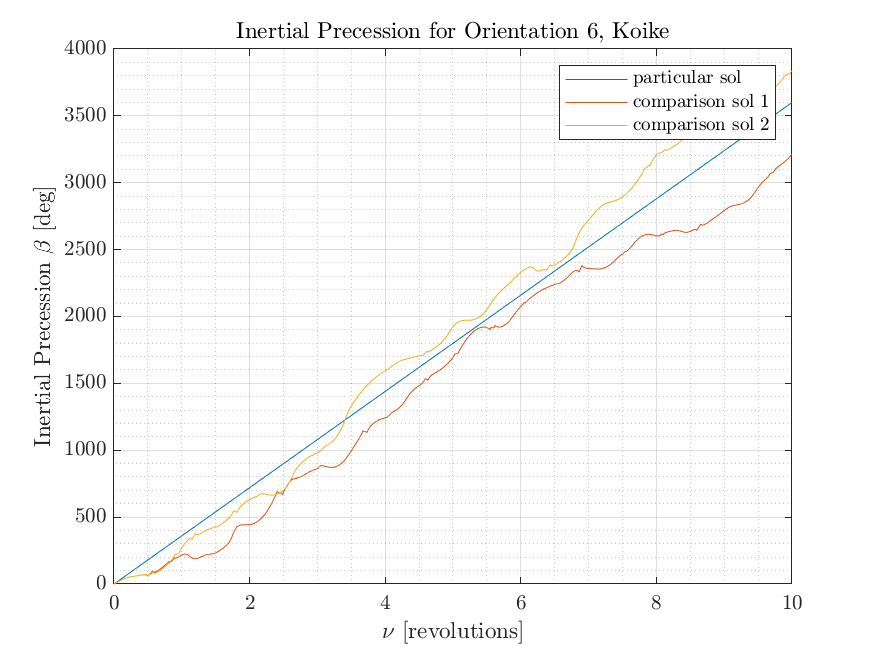 Inertial Precession for Orientation 6, Koike
4000
3500
3000
2500
2000
1500
1000
500
0
Inertial Precession β [deg]
particular sol
comparison sol 1
comparison sol 2
0 2 4 6 8 10
ν [revolutions]